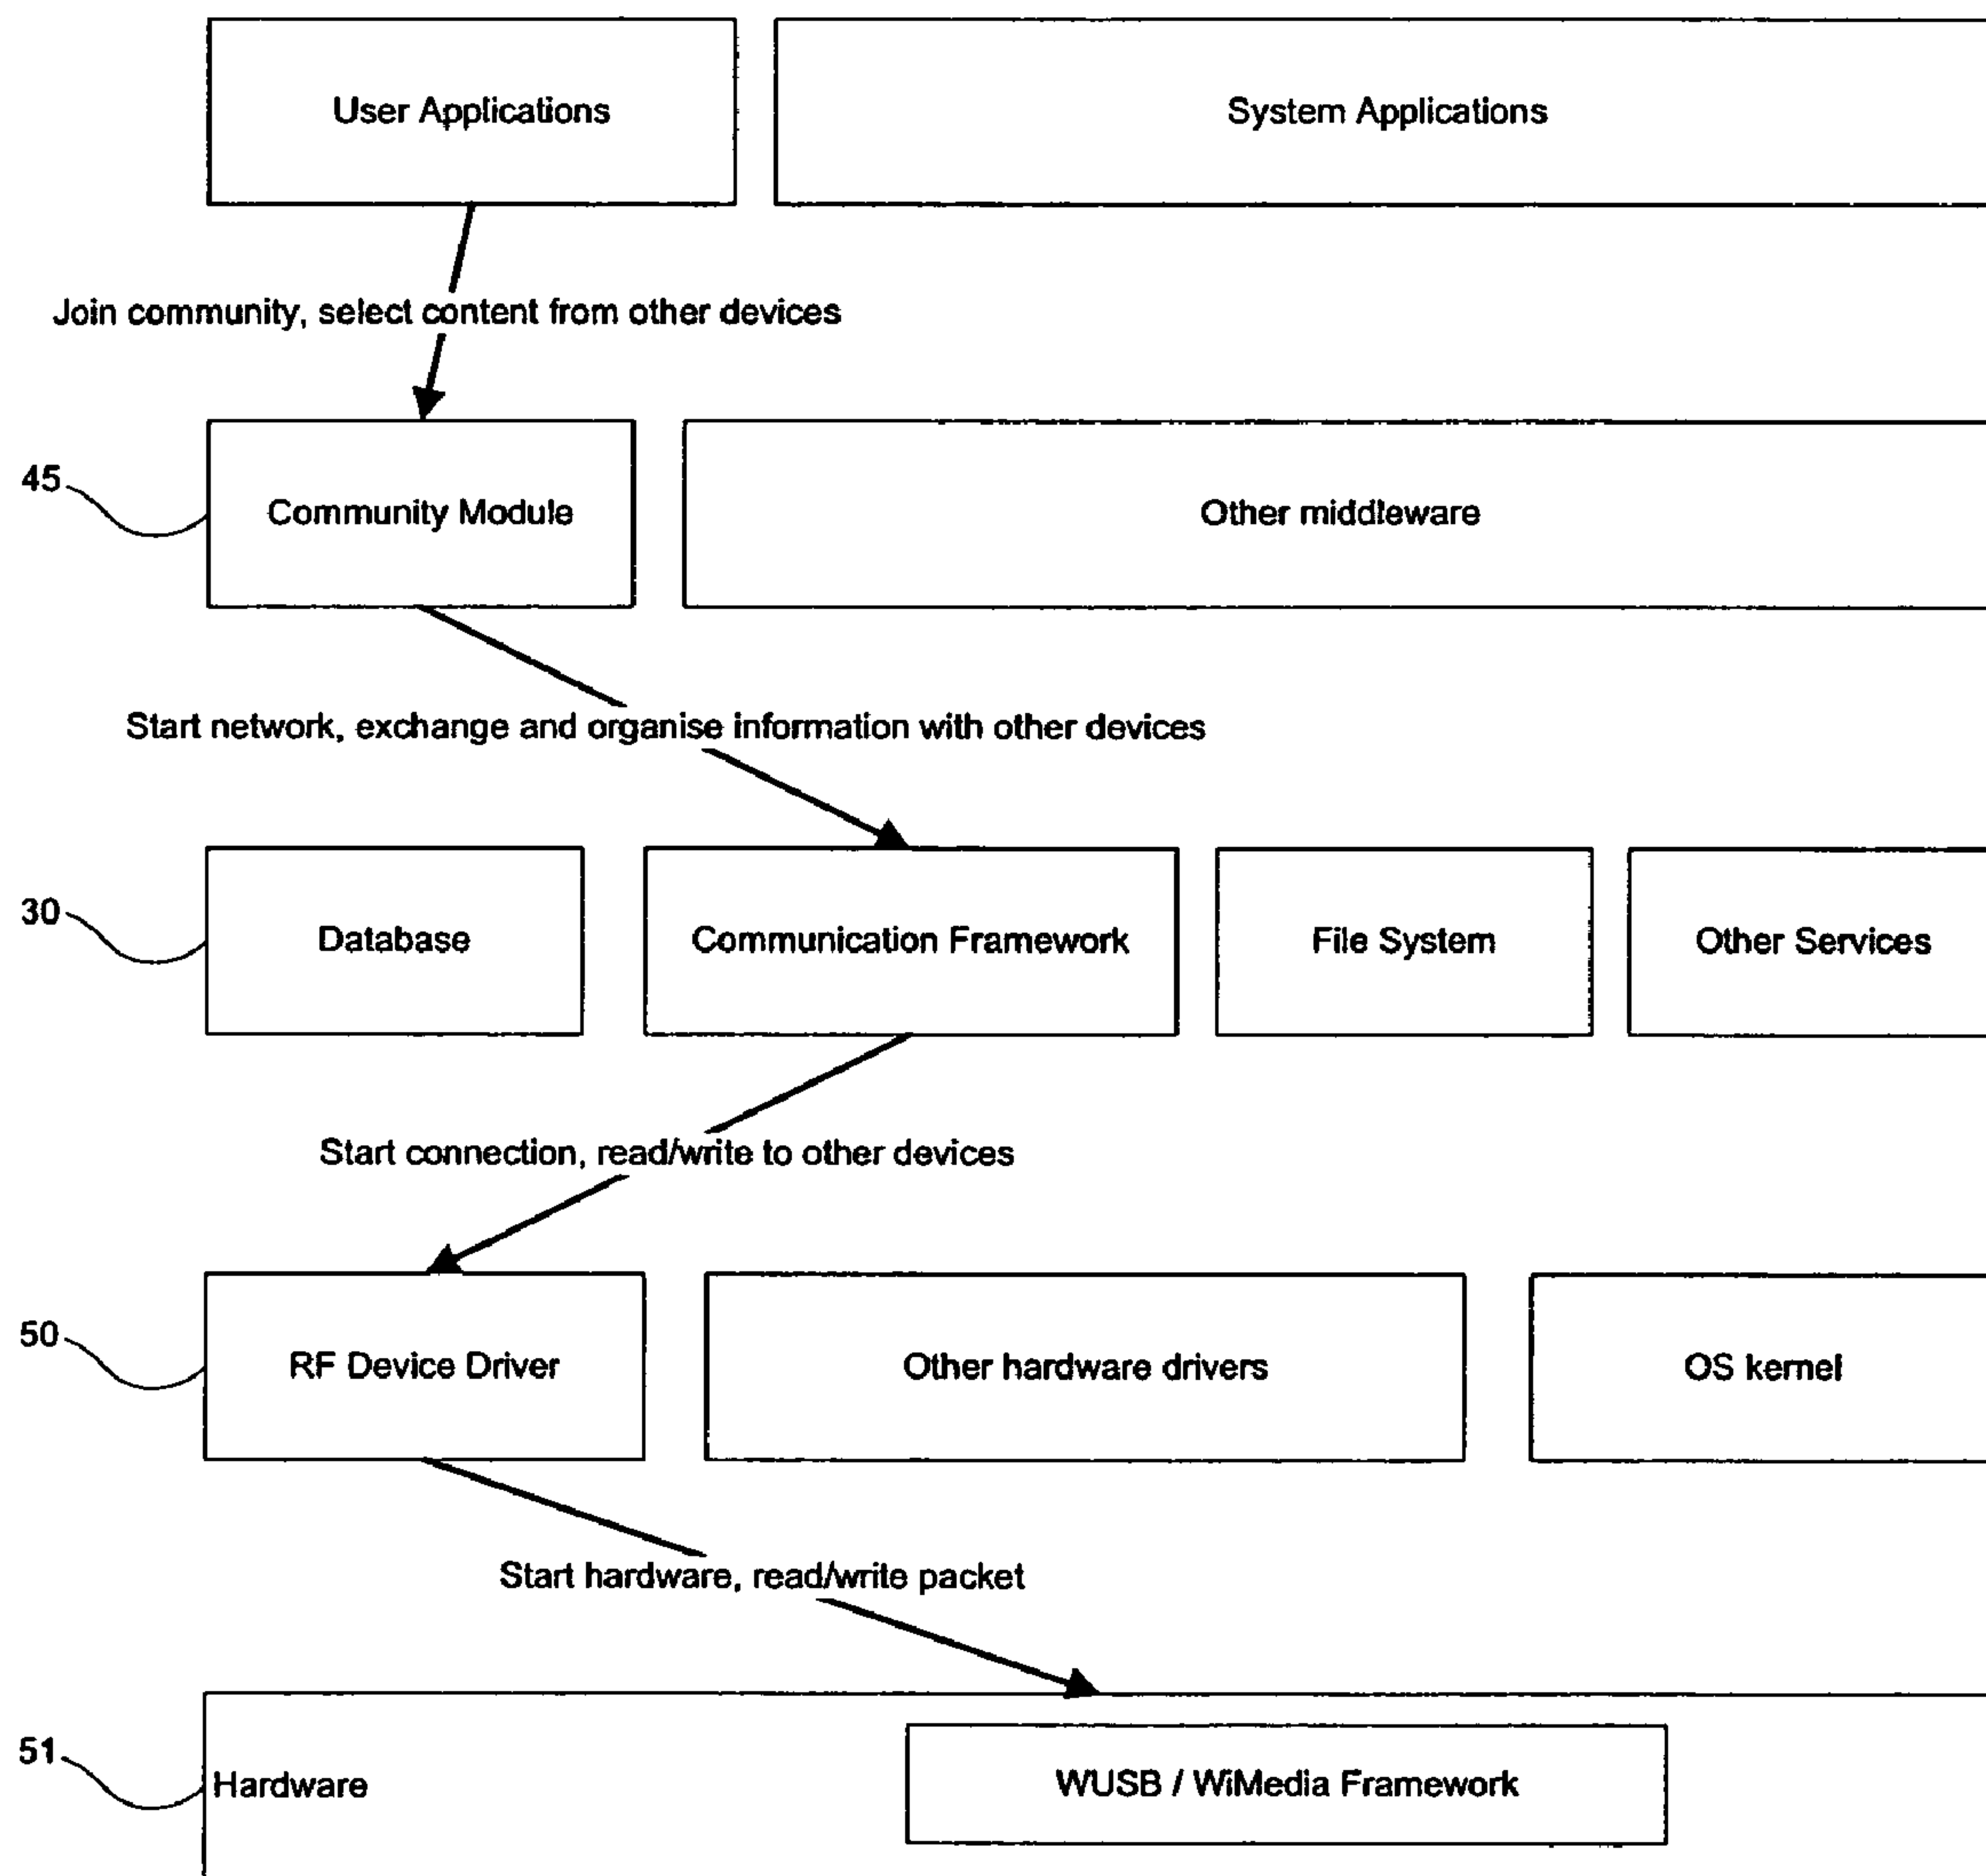 User Applications
System Applications
Join community, select content from other devices
45
Community Module
Other middleware
Start network, exchange and organise information with other devices
30
Database
Communication Framework
File System
Other Services
Start connection, read/write to other devices
50
RF Device Driver
Other hardware drivers
OS kernel
Start hardware, read/write packet
51
Hardware
WUSB / WiMedia Framework